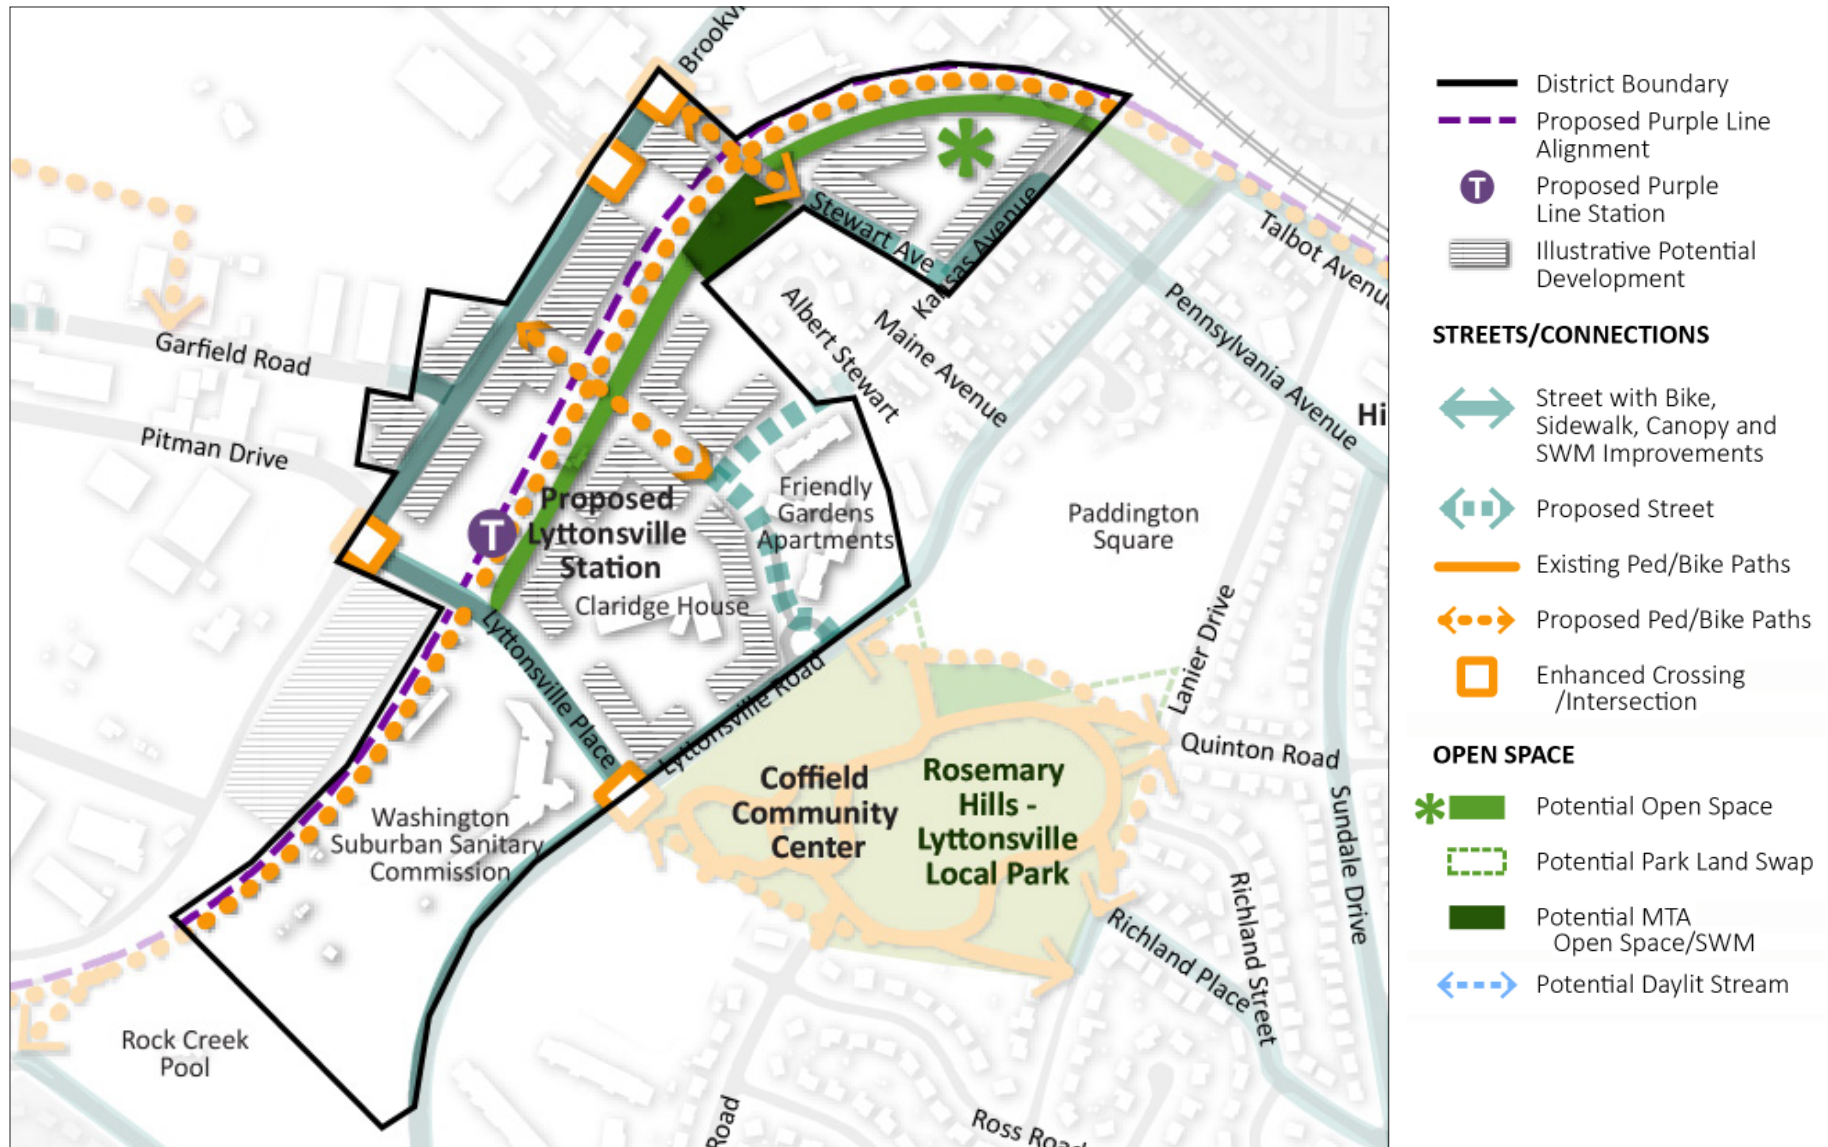 Brookv
Stewart Ave
Kansas Avenue
Talbot Avenu
Albert Stewart
Maine Avenue
Pennsylvania Avenue
Garfield Road
Pitman Drive
Hi
T
Proposed
Lyttonsville
Station
Friendly
Gardens
Apartments
Paddington
Square
Claridge House
Lyttonsville Place
Lyttonsville Road
Lanier Drive
Quinton Road
Sundale Drive
Coffield
Community
Center
Rosemary
Hills -
Lyttonsville
Local Park
Washington
Suburban Sanitary
Commission
Richland Place
Richland Street
Rock Creek
Pool
Road
Ross Road
District Boundary
Proposed Purple Line
Alignment
T
Proposed Purple
Line Station
Illustrative Potential
Development
STREETS/CONNECTIONS
Street with Bike,
Sidewalk, Canopy and
SWM Improvements
Proposed Street
Existing Ped/Bike Paths
Proposed Ped/Bike Paths
Enhanced Crossing
/Intersection
OPEN SPACE
Potential Open Space
Potential Park Land Swap
Potential MTA
Open Space/SWM
Potential Daylit Stream